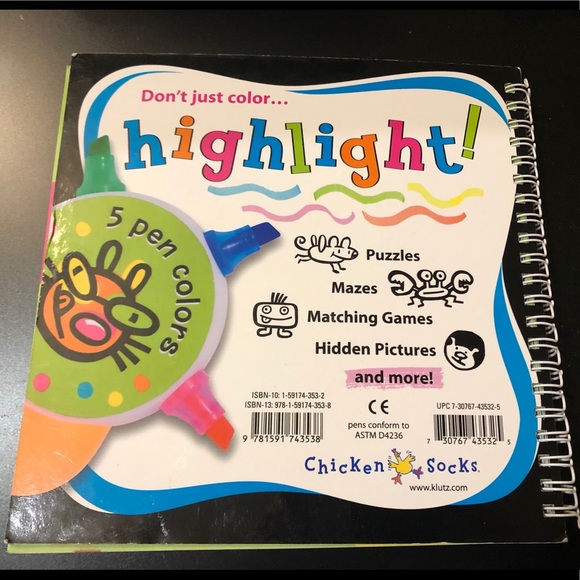 Don't just color...
highlight!
5 pen colors
Puzzles
Mazes
Matching Games
Hidden Pictures
and more!
ISBN-10: 1-59174-353-2
ISBN-13: 978-1-59174-353-8
9 781591 743538
CE
pens conform to
ASTM D4236
UPC 7-30767-43532-5
7 30767 43532 5
Chicken Socks
www.klutz.com